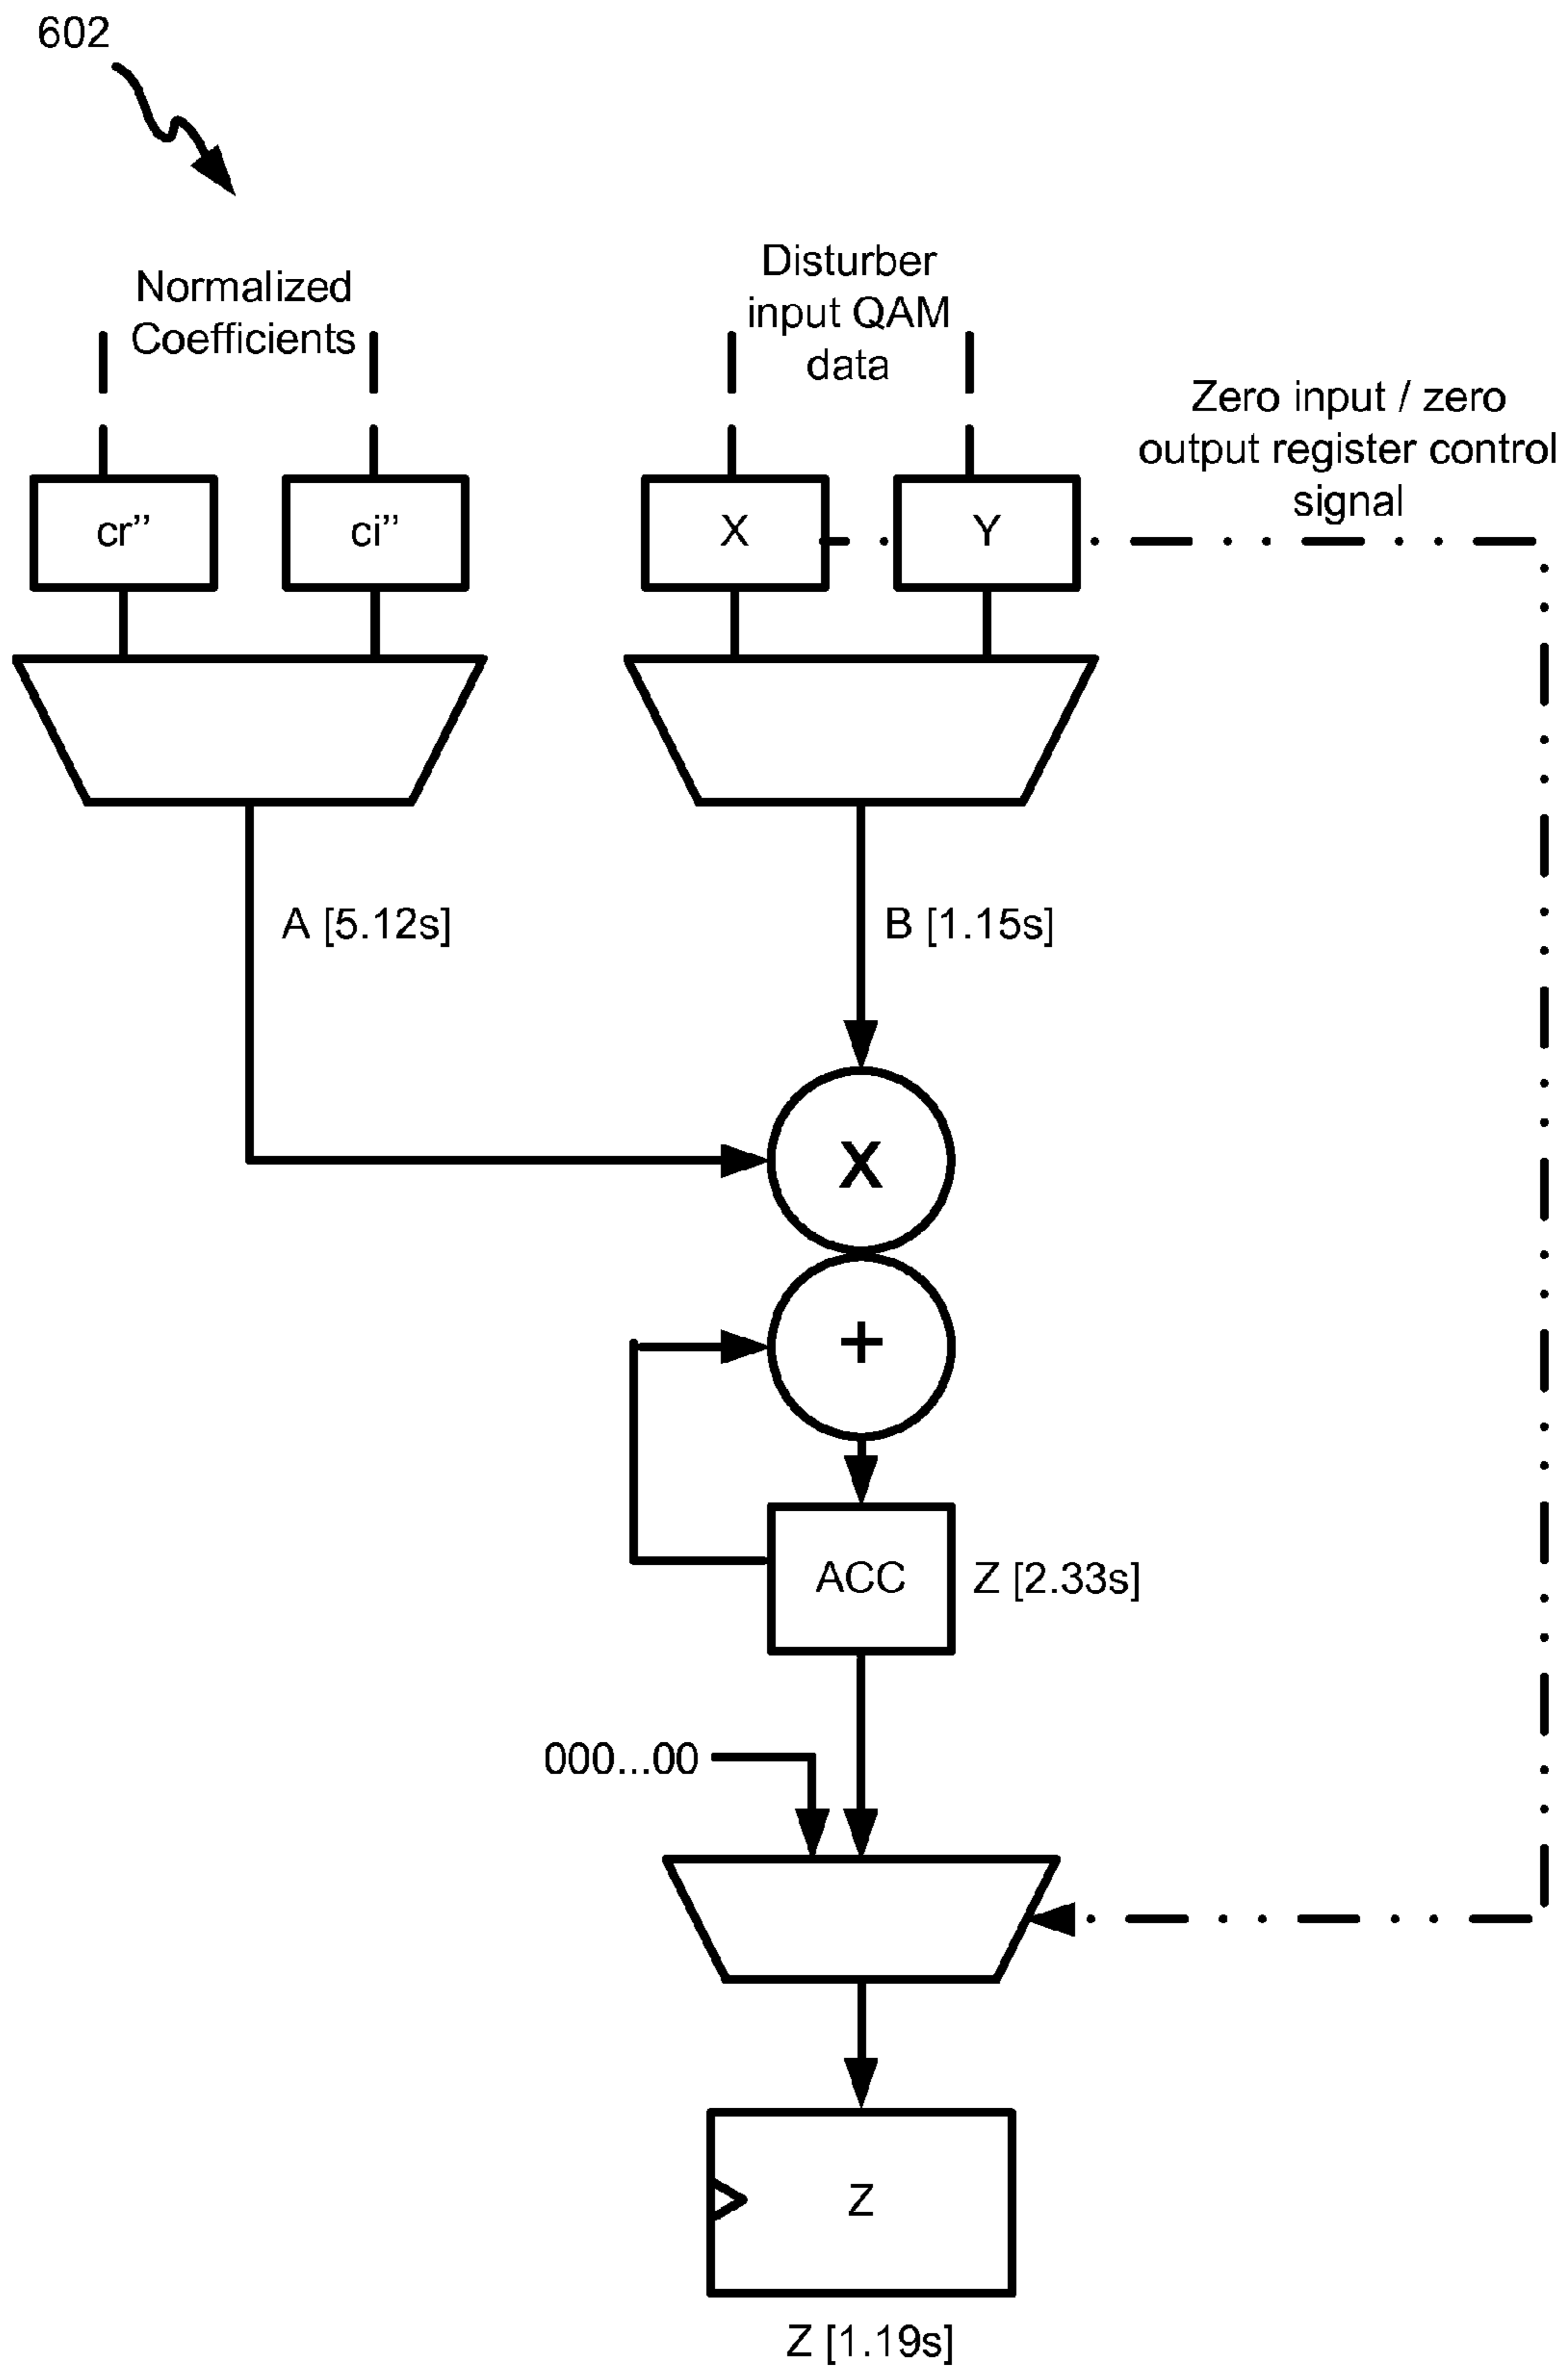 602
Normalized
Coefficients
Disturber
input QAM
data
Zero input / zero
output register control
signal
cr”
ci”
X
Y
A [5.12s]
B [1.15s]
X
+
ACC
Z [2.33s]
000...00
Z
Z [1.19s]